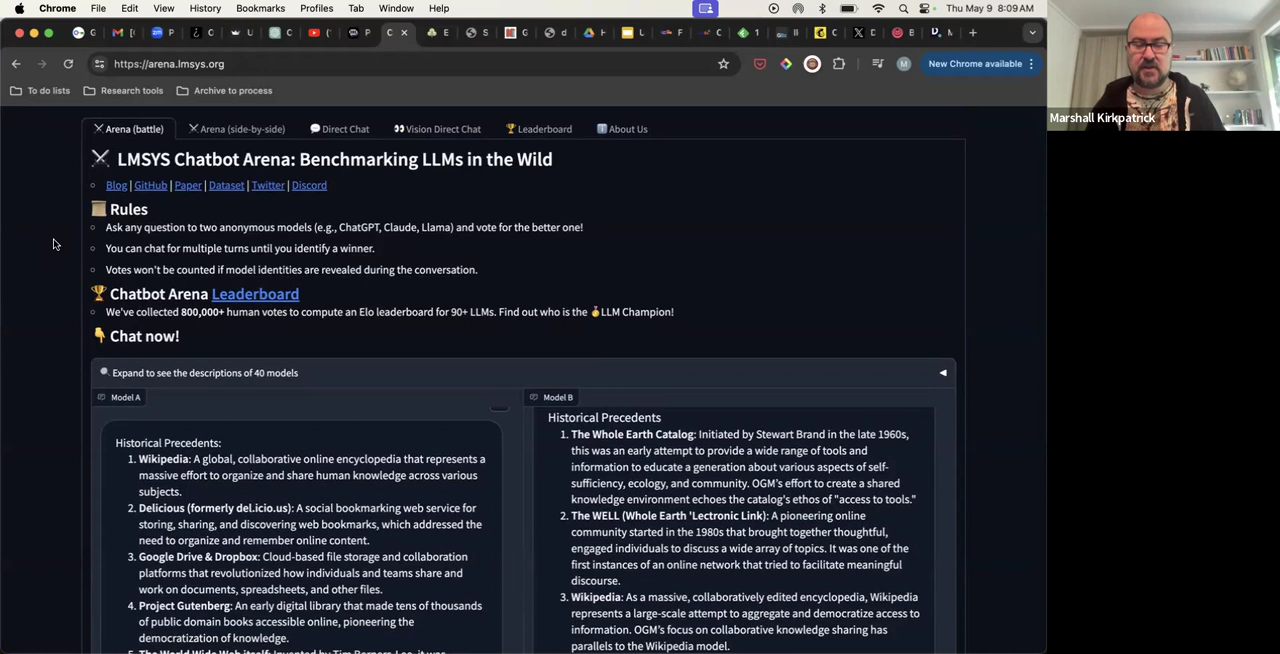 Chrome File Edit View History Bookmarks Profiles Tab Window Help Thu May 9 8:09 AM
https://arena.lmsys.org
New Chrome available
M
To do lists Research tools Archive to process
Marshall Kirkpatrick
Arena (battle) Arena (side-by-side) Direct Chat Vision Direct Chat Leaderboard About Us
LMSYS Chatbot Arena: Benchmarking LLMs in the Wild
Blog | GitHub | Paper | Dataset | Twitter | Discord
Rules
Ask any question to two anonymous models (e.g., ChatGPT, Claude, Llama) and vote for the better one!
You can chat for multiple turns until you identify a winner.
Votes won't be counted if model identities are revealed during the conversation.
Chatbot Arena Leaderboard
We've collected 800,000+ human votes to compute an Elo leaderboard for 90+ LLMs. Find out who is the 🥇LLM Champion!
Chat now!
Expand to see the descriptions of 40 models
Model A
Historical Precedents:
1. Wikipedia: A global, collaborative online encyclopedia that represents a
massive effort to organize and share human knowledge across various
subjects.
2. Delicious (formerly del.icio.us): A social bookmarking web service for
storing, sharing, and discovering web bookmarks, which addressed the
need to organize and remember online content.
3. Google Drive & Dropbox: Cloud-based file storage and collaboration
platforms that revolutionized how individuals and teams share and
work on documents, spreadsheets, and other files.
4. Project Gutenberg: An early digital library that made tens of thousands
of public domain books accessible online, pioneering the
democratization of knowledge.
5. The World Wide Web itself: Invented by Tim Berners-Lee, it was
Model B
Historical Precedents
1. The Whole Earth Catalog: Initiated by Stewart Brand in the late 1960s,
this was an early attempt to provide a wide range of tools and
information to educate a generation about various aspects of self-
sufficiency, ecology, and community. OGM's effort to create a shared
knowledge environment echoes the catalog's ethos of "access to tools."
2. The WELL (Whole Earth 'Lectronic Link): A pioneering online
community started in the 1980s that brought together thoughtful,
engaged individuals to discuss a wide array of topics. It was one of the
first instances of an online network that tried to facilitate meaningful
discourse.
3. Wikipedia: As a massive, collaboratively edited encyclopedia, Wikipedia
represents a large-scale attempt to aggregate and democratize access to
information. OGM's focus on collaborative knowledge sharing has
parallels to the Wikipedia model.